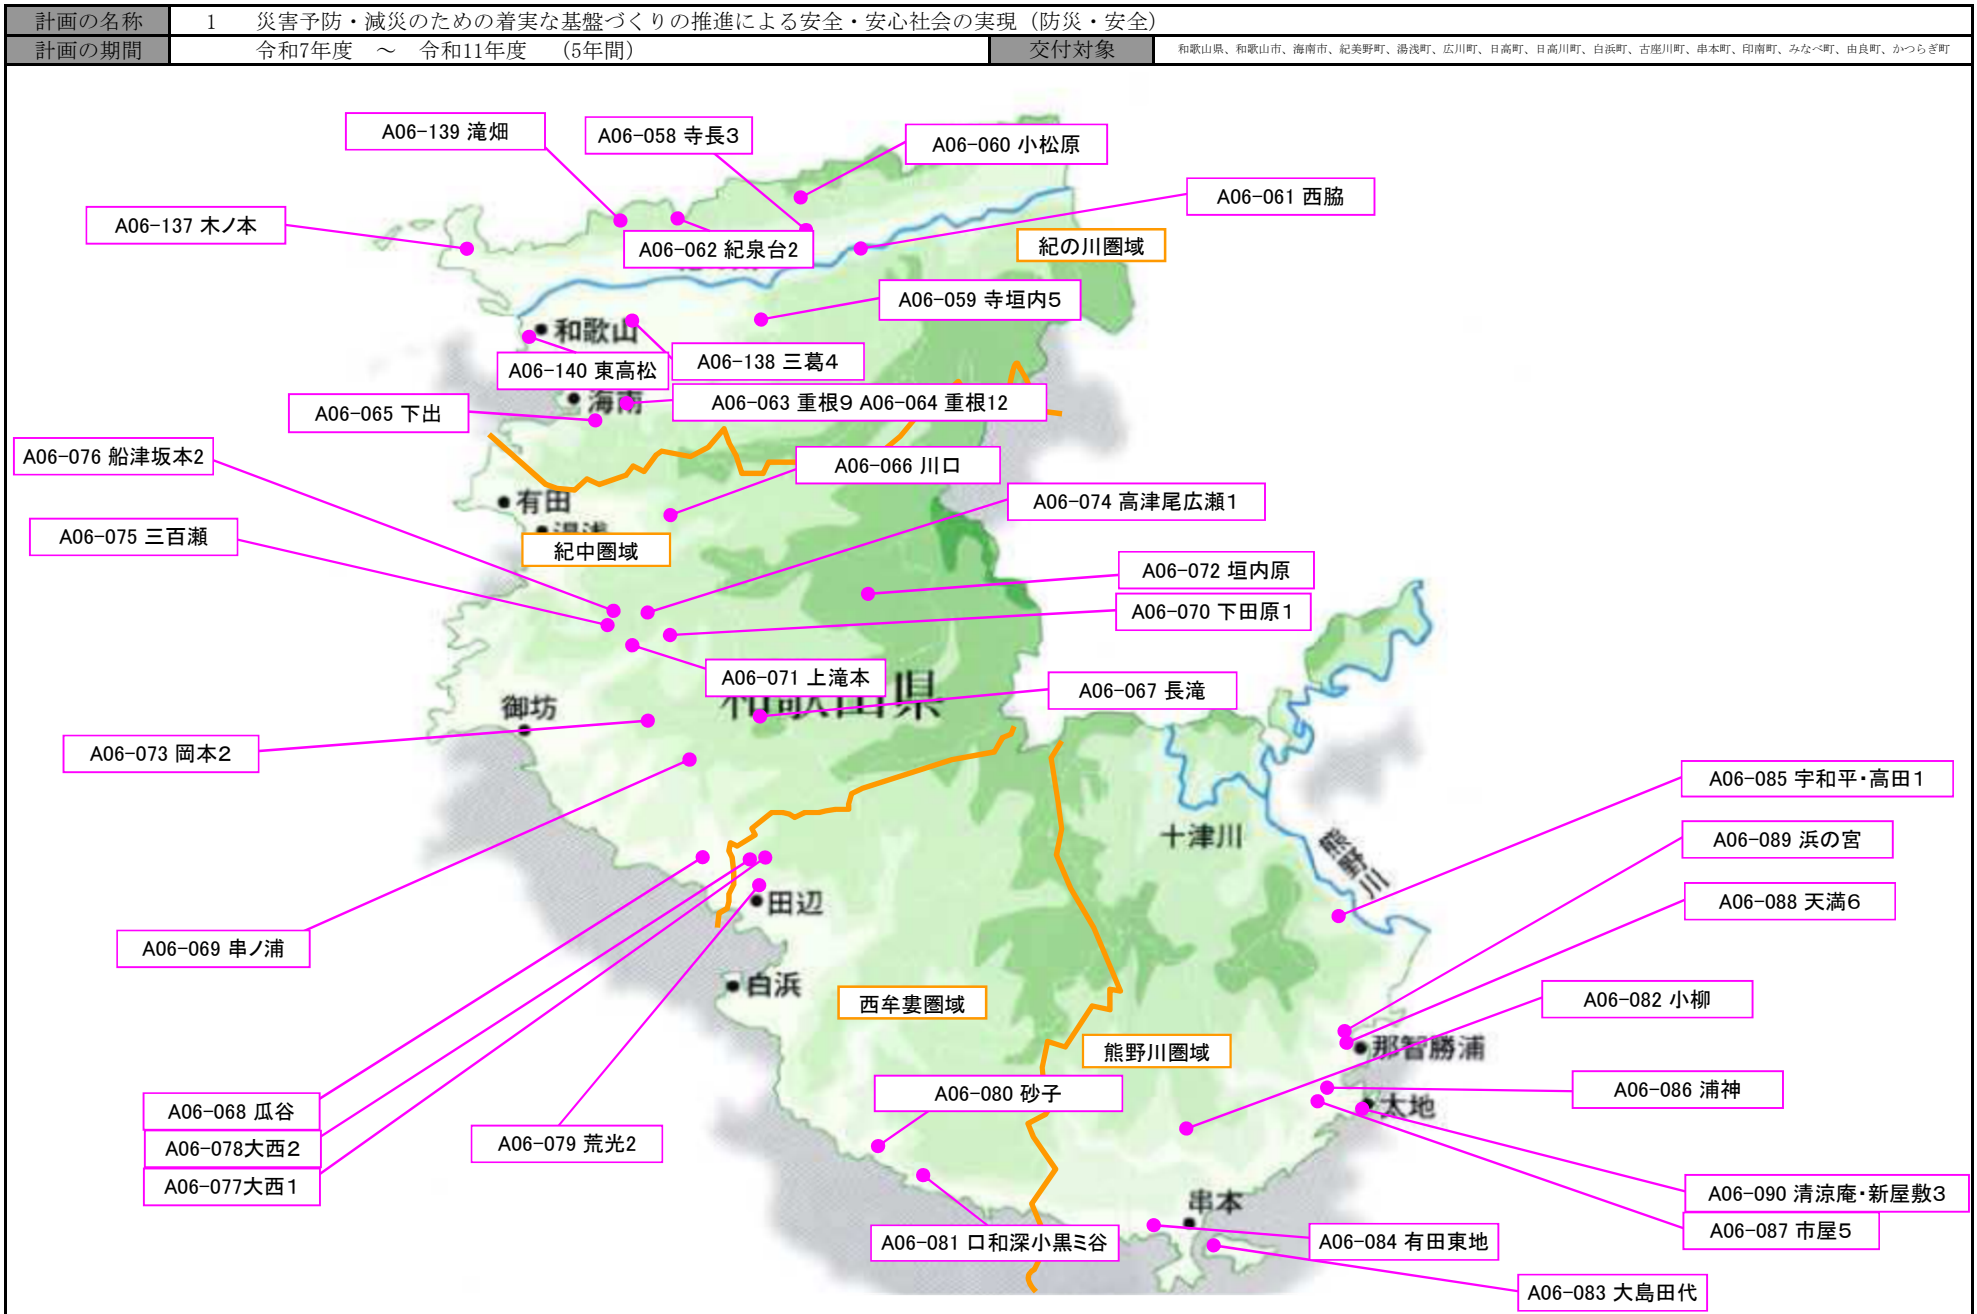 計画の名称 1 災害予防・減災のための着実な基盤づくりの推進による安全・安心社会の実現（防災・安全）
計画の期間 令和7年度 ～ 令和11年度 （5年間） 交付対象 和歌山県、和歌山市、海南市、紀美野町、湯浅町、広川町、日高町、日高川町、白浜町、古座川町、串本町、印南町、みなべ町、由良町、かつらぎ町
A06-139 滝畑
A06-058 寺長3
A06-060 小松原
A06-061 西脇
A06-137 木ノ本
A06-062 紀泉台2
紀の川圏域
A06-059 寺垣内5
和歌山
A06-140 東高松
A06-138 三葛4
海南
A06-063 重根9 A06-064 重根12
A06-065 下出
A06-076 船津坂本2
A06-066 川口
有田
A06-074 高津尾広瀬1
A06-075 三百瀬
紀中圏域
A06-072 垣内原
A06-070 下田原1
A06-071 上滝本
A06-067 長滝
和歌山県
御坊
A06-073 岡本2
A06-085 宇和平・高田1
十津川
熊野川
A06-089 浜の宮
A06-088 天満6
田辺
A06-069 串ノ浦
白浜
西牟婁圏域
A06-082 小柳
熊野川圏域
那智勝浦
A06-080 砂子
A06-086 浦神
太地
A06-068 瓜谷
A06-078大西2
A06-079 荒光2
A06-077大西1
A06-090 清涼庵・新屋敷3
串本
A06-087 市屋5
A06-081 口和深小黒ミ谷
A06-084 有田東地
A06-083 大島田代